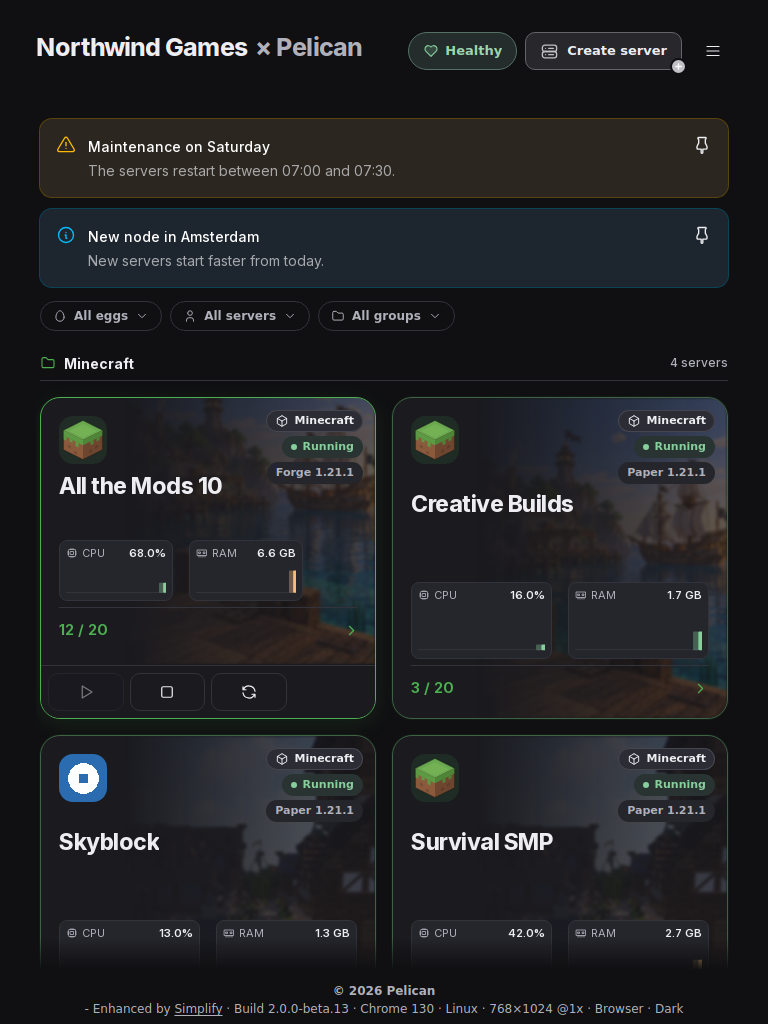 Northwind Games × Pelican
Healthy
Create server
Maintenance on Saturday
The servers restart between 07:00 and 07:30.
New node in Amsterdam
New servers start faster from today.
All eggs
All servers
All groups
Minecraft
4 servers
Minecraft
Running
Forge 1.21.1
All the Mods 10
CPU 68.0%
RAM 6.6 GB
12 / 20
Minecraft
Running
Paper 1.21.1
Creative Builds
CPU 16.0%
RAM 1.7 GB
3 / 20
Minecraft
Running
Paper 1.21.1
Skyblock
CPU 13.0%
RAM 1.3 GB
Minecraft
Running
Paper 1.21.1
Survival SMP
CPU 42.0%
RAM 2.7 GB
© 2026 Pelican
- Enhanced by Simplify · Build 2.0.0-beta.13 · Chrome 130 · Linux · 768×1024 @1x · Browser · Dark